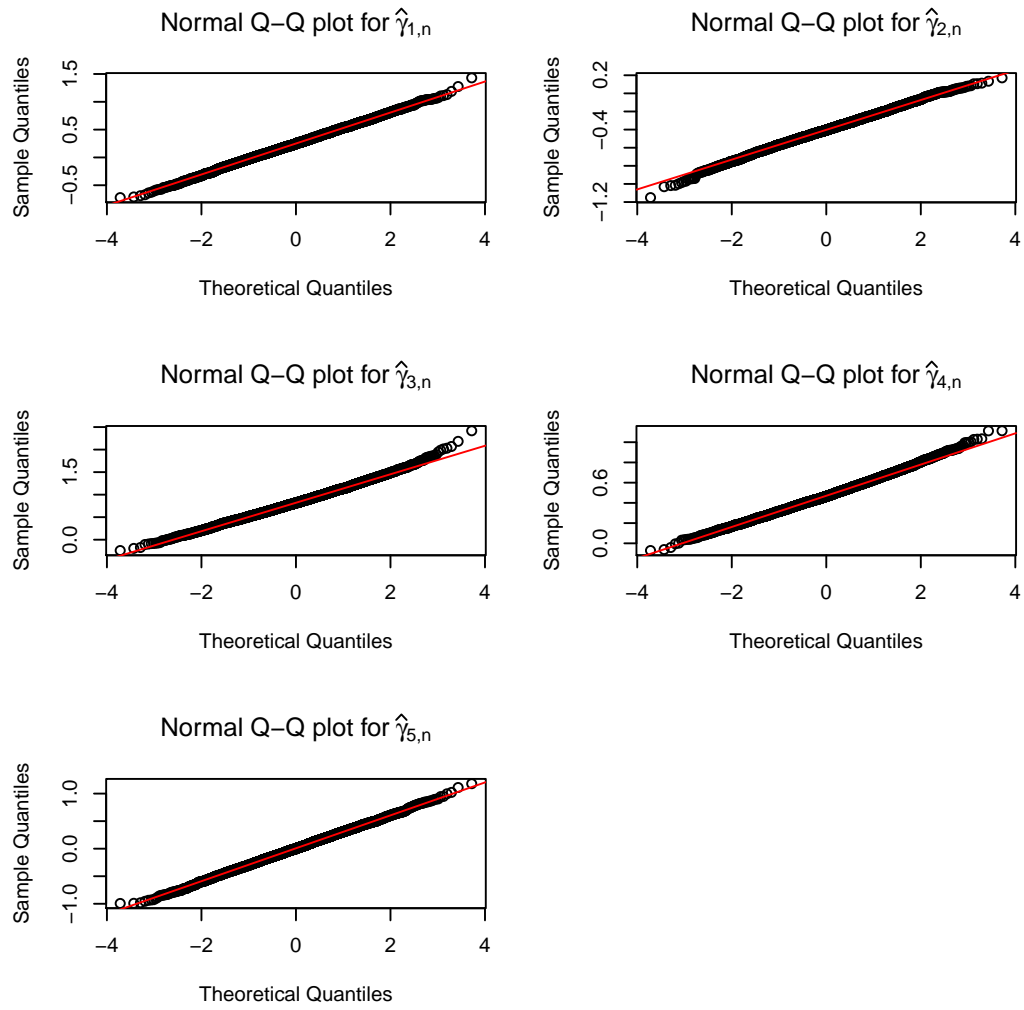 Normal Q−Q plot for γ̂1,n
Sample Quantiles
−0.5 0.5 1.5
−4 −2 0 2 4
Theoretical Quantiles
Normal Q−Q plot for γ̂2,n
Sample Quantiles
−1.2 −0.4 0.2
−4 −2 0 2 4
Theoretical Quantiles
Normal Q−Q plot for γ̂3,n
Sample Quantiles
0.0 1.5
−4 −2 0 2 4
Theoretical Quantiles
Normal Q−Q plot for γ̂4,n
Sample Quantiles
0.0 0.6
−4 −2 0 2 4
Theoretical Quantiles
Normal Q−Q plot for γ̂5,n
Sample Quantiles
−1.0 0.0 1.0
−4 −2 0 2 4
Theoretical Quantiles